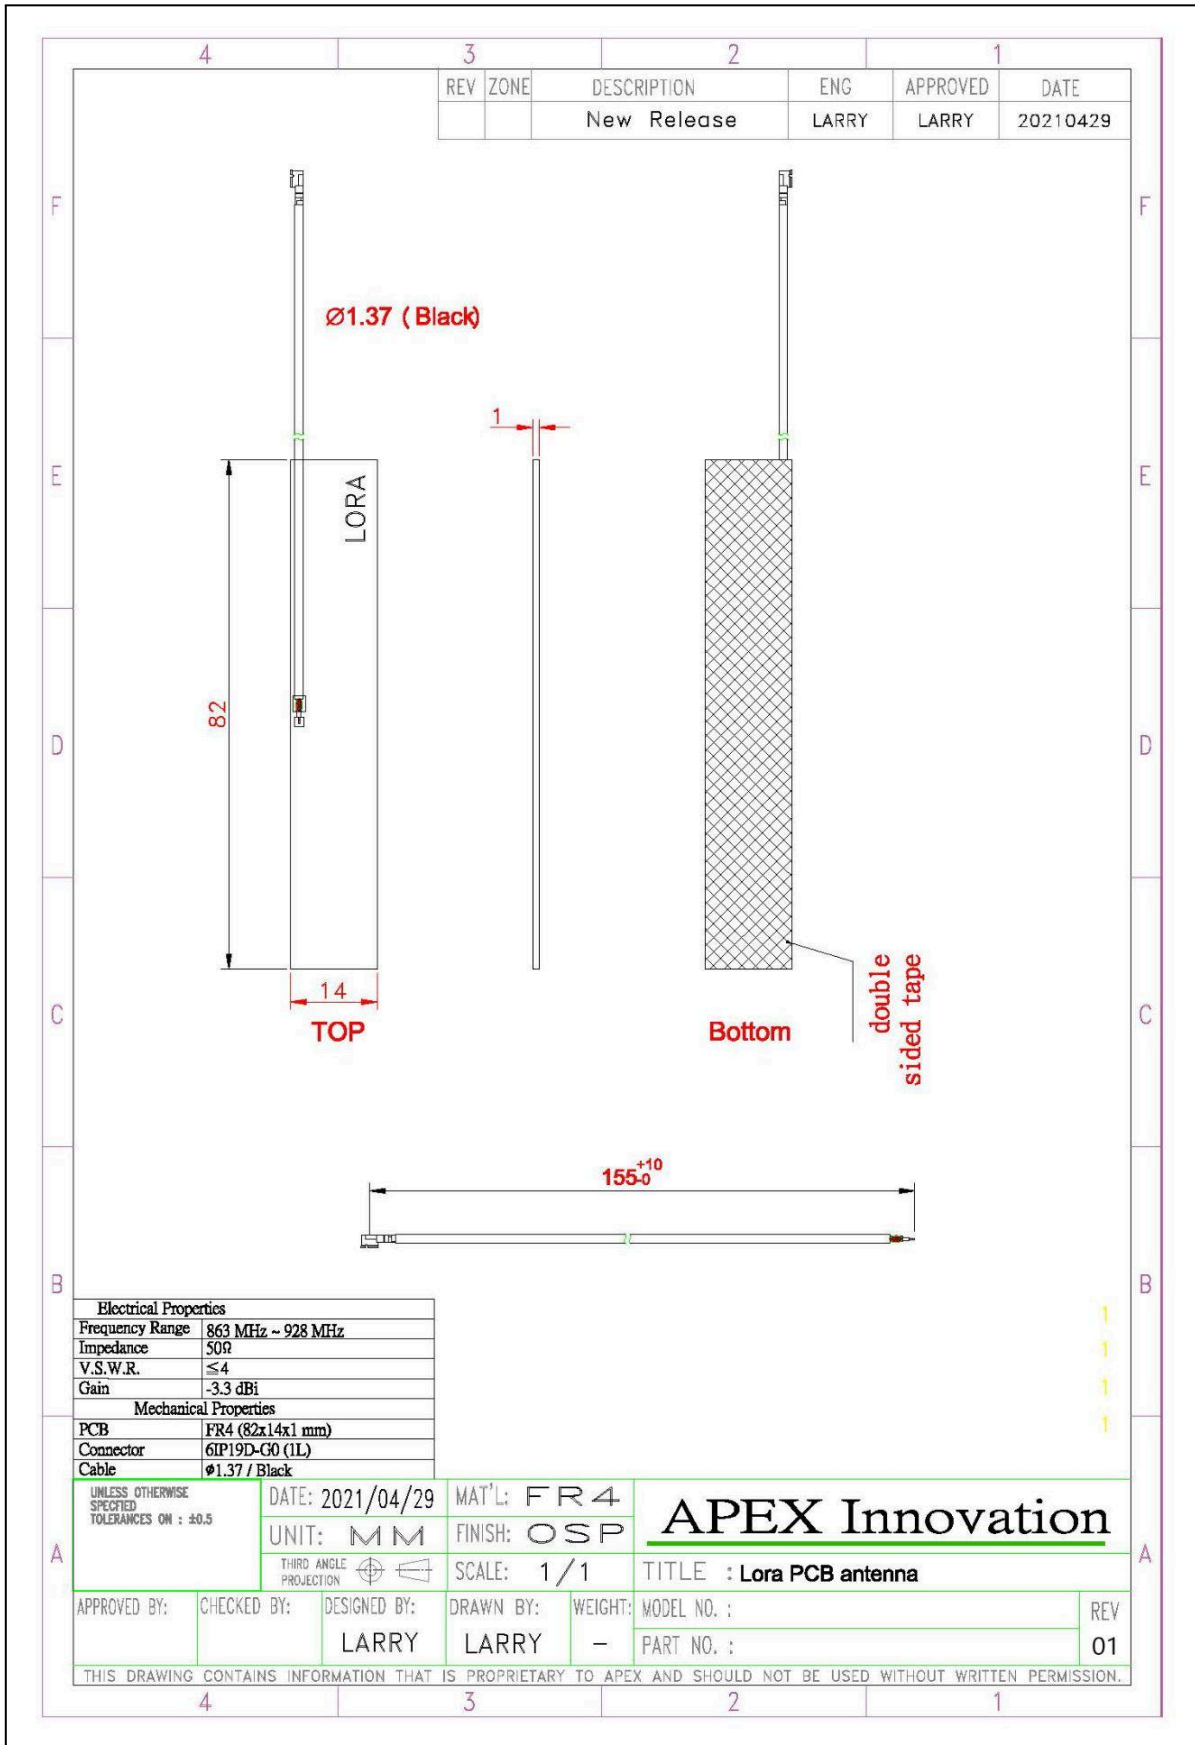 4 3 2 1
REV ZONE DESCRIPTION ENG APPROVED DATE
New Release LARRY LARRY 20210429
F F
Ø1.37 ( Black)
1
E E
LORA
82
D D
14
TOP
Bottom
double
sided tape
C C
155 +10 -0
B B
Electrical Properties
Frequency Range 863 MHz ~ 928 MHz
Impedance 50Ω
V.S.W.R. ≦4
Gain -3.3 dBi
Mechanical Properties
PCB FR4 (82x14x1 mm)
Connector 6IP19D-G0 (1L)
Cable φ1.37 / Black
1
1
1
1
UNLESS OTHERWISE
SPECFIED
TOLERANCES ON : ±0.5
DATE: 2021/04/29 MAT'L: FR4
UNIT: MM FINISH: OSP
THIRD ANGLE
PROJECTION
SCALE: 1/1
APEX Innovation
TITLE : Lora PCB antenna
A A
APPROVED BY: CHECKED BY: DESIGNED BY: DRAWN BY: WEIGHT: MODEL NO. : REV
LARRY LARRY – PART NO. : 01
THIS DRAWING CONTAINS INFORMATION THAT IS PROPRIETARY TO APEX AND SHOULD NOT BE USED WITHOUT WRITTEN PERMISSION.
4 3 2 1